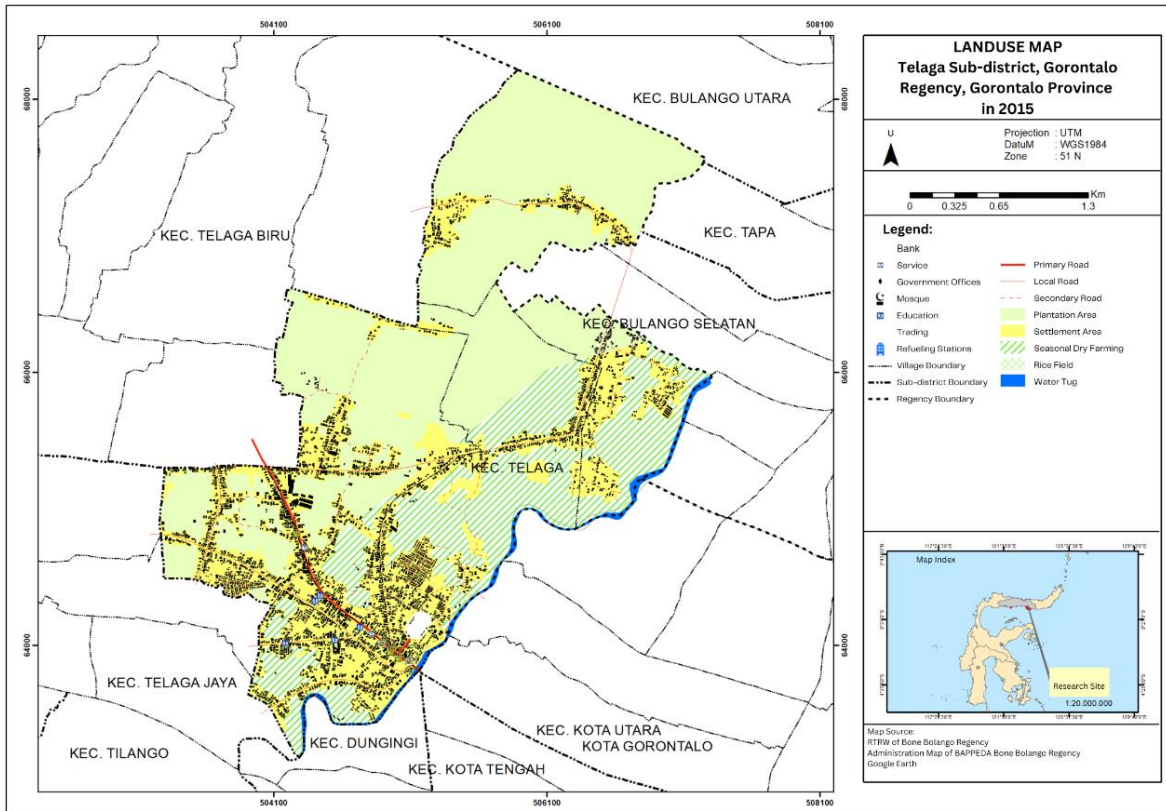 504100
506100
508100
68000
66000
64000
68000
66000
64000
504100
506100
508100
KEC. BULANGO UTARA
KEC. TELAGA BIRU
KEC. TAPA
KEC. BULANGO SELATAN
KEC. TELAGA
KEC. TELAGA JAYA
KEC. TILANGO
KEC. DUNGINGI
KEC. KOTA UTARA
KOTA GORONTALO
KEC. KOTA TENGAH
LANDUSE MAP
Telaga Sub-district, Gorontalo
Regency, Gorontalo Province
in 2015
U
Projection : UTM
DatuM : WGS1984
Zone : 51 N
Km
0 0.325 0.65 1.3
Legend:
Bank
Service
Government Offices
Mosque
Education
Trading
Refueling Stations
Village Boundary
Sub-district Boundary
Regency Boundary
Primary Road
Local Road
Secondary Road
Plantation Area
Settlement Area
Seasonal Dry Farming
Rice Field
Water Tug
Map Index
Research Site
1:20.000.000
Map Source:
RTRW of Bone Bolango Regency
Administration Map of BAPPEDA Bone Bolango Regency
Google Earth